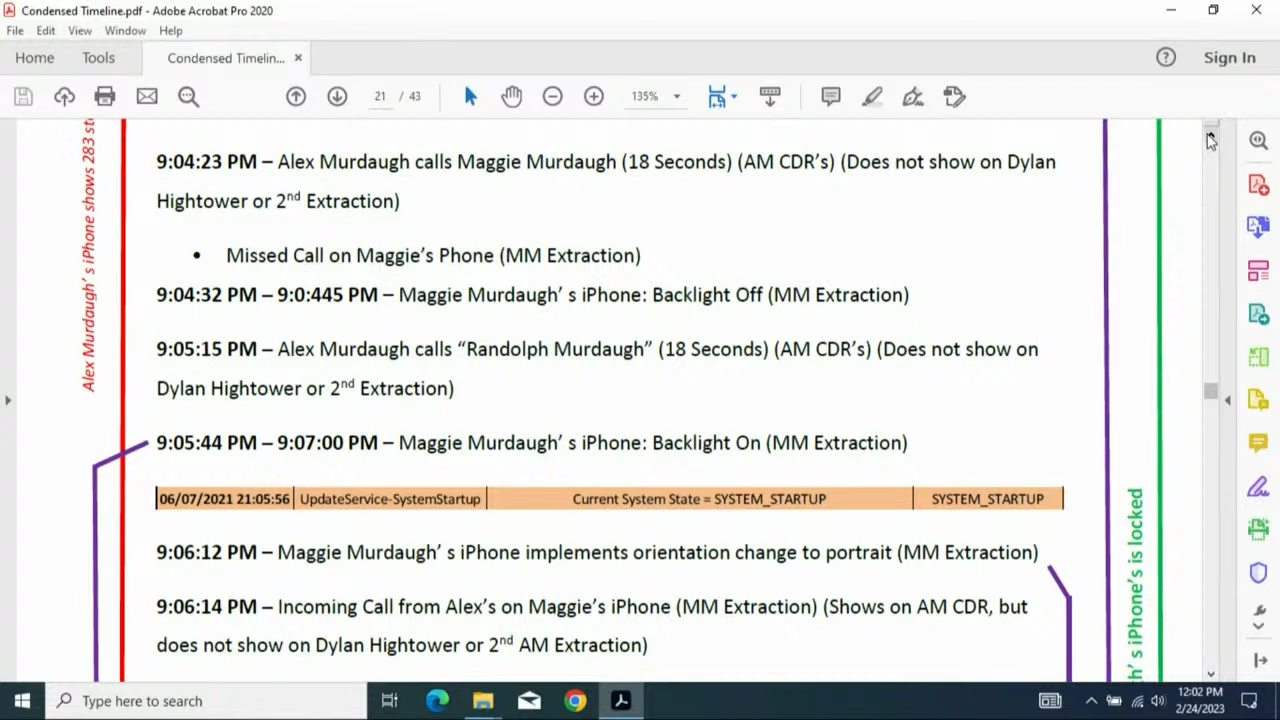 Condensed Timeline.pdf - Adobe Acrobat Pro 2020
File Edit View Window Help
Home Tools Condensed Timelin... × Sign In
21 / 43 135%
9:04:23 PM – Alex Murdaugh calls Maggie Murdaugh (18 Seconds) (AM CDR's) (Does not show on Dylan
Hightower or 2nd Extraction)
• Missed Call on Maggie's Phone (MM Extraction)
9:04:32 PM – 9:0:445 PM – Maggie Murdaugh' s iPhone: Backlight Off (MM Extraction)
9:05:15 PM – Alex Murdaugh calls “Randolph Murdaugh” (18 Seconds) (AM CDR's) (Does not show on
Dylan Hightower or 2nd Extraction)
9:05:44 PM – 9:07:00 PM – Maggie Murdaugh' s iPhone: Backlight On (MM Extraction)
06/07/2021 21:05:56 UpdateService-SystemStartup Current System State = SYSTEM_STARTUP SYSTEM_STARTUP
9:06:12 PM – Maggie Murdaugh' s iPhone implements orientation change to portrait (MM Extraction)
9:06:14 PM – Incoming Call from Alex's on Maggie's iPhone (MM Extraction) (Shows on AM CDR, but
does not show on Dylan Hightower or 2nd AM Extraction)
Alex Murdaugh' s iPhone shows 283
h' s iPhone's is locked
Type here to search
12:02 PM
2/24/2023